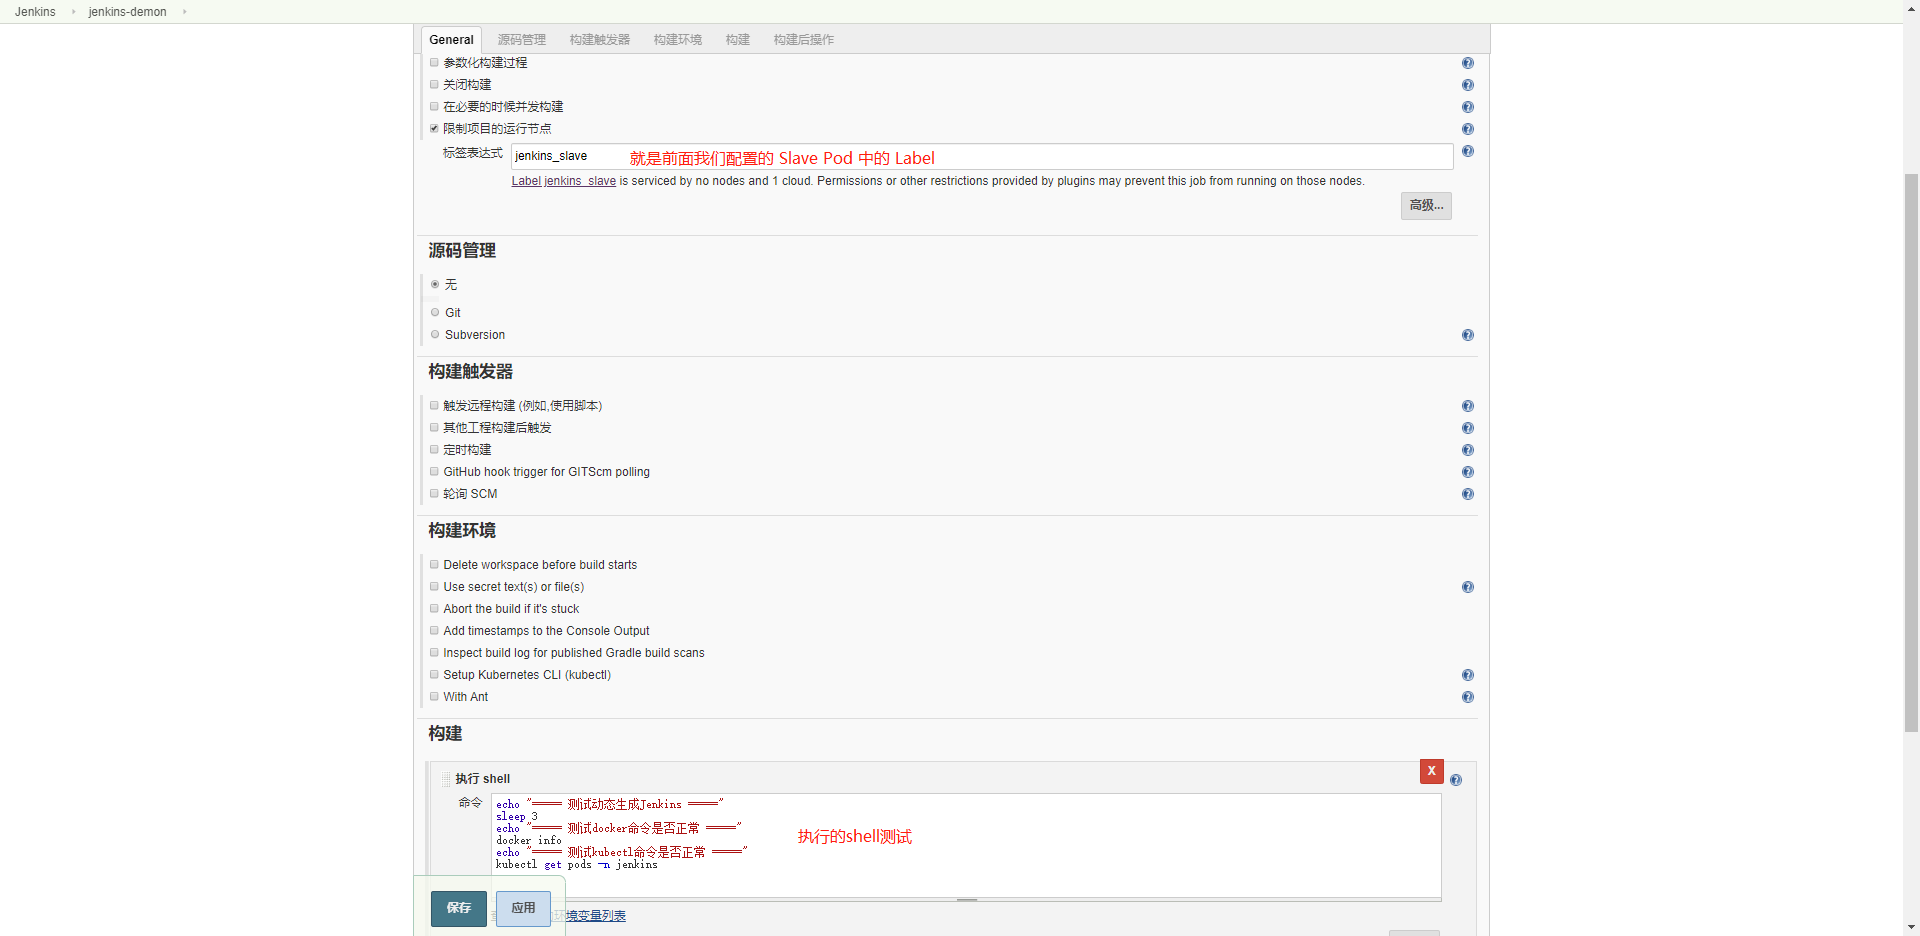 Jenkins jenkins-demon
General 源码管理 构建触发器 构建环境 构建 构建后操作
参数化构建过程
关闭构建
在必要的时候并发构建
限制项目的运行节点
标签表达式 jenkins_slave 就是前面我们配置的 Slave Pod 中的 Label
Label jenkins_slave is serviced by no nodes and 1 cloud. Permissions or other restrictions provided by plugins may prevent this job from running on those nodes.
高级...
源码管理
无
Git
Subversion
构建触发器
触发远程构建 (例如,使用脚本)
其他工程构建后触发
定时构建
GitHub hook trigger for GITScm polling
轮询 SCM
构建环境
Delete workspace before build starts
Use secret text(s) or file(s)
Abort the build if it's stuck
Add timestamps to the Console Output
Inspect build log for published Gradle build scans
Setup Kubernetes CLI (kubectl)
With Ant
构建
执行 shell X
命令 echo "===== 测试动态生成Jenkins ====="
sleep 3
echo "===== 测试docker命令是否正常 ====="
docker info
执行的shell测试
echo "===== 测试kubectl命令是否正常 ====="
kubectl get pods -n jenkins
保存 应用 环境变量列表